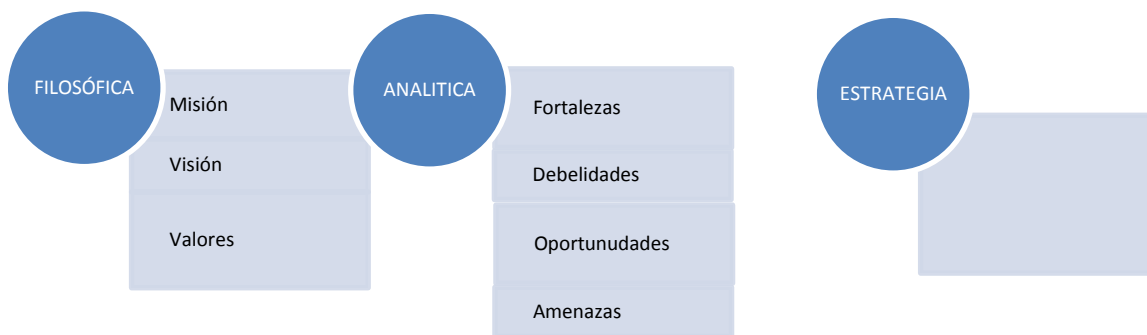 FILOSÓFICA
Misión
Visión
Valores
ANALITICA
Fortalezas
Debelidades
Oportunudades
Amenazas
ESTRATEGIA